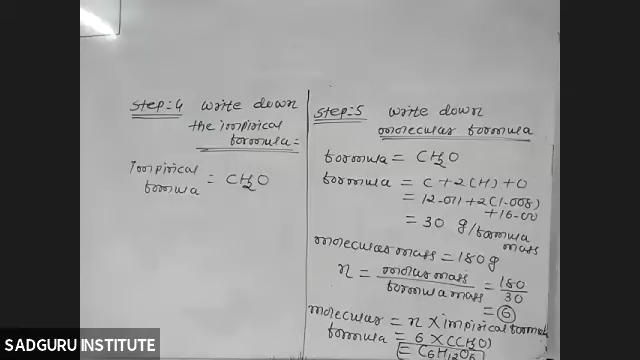 Step:4 write down
the impirical
formula=
Impirical
formula = CH2O
Step:5 write down
molecular formula
formula = CH2O
formula = C+2(H)+O
= 12.011+2(1.008)
+16.00
= 30 g/formula
mass
molecular mass = 180g
n = molar mass / formula mass = 180/30
= 6
molecular = n x impirical formula
formula = 6 x (CH2O)
= C6H12O6
SADGURU INSTITUTE